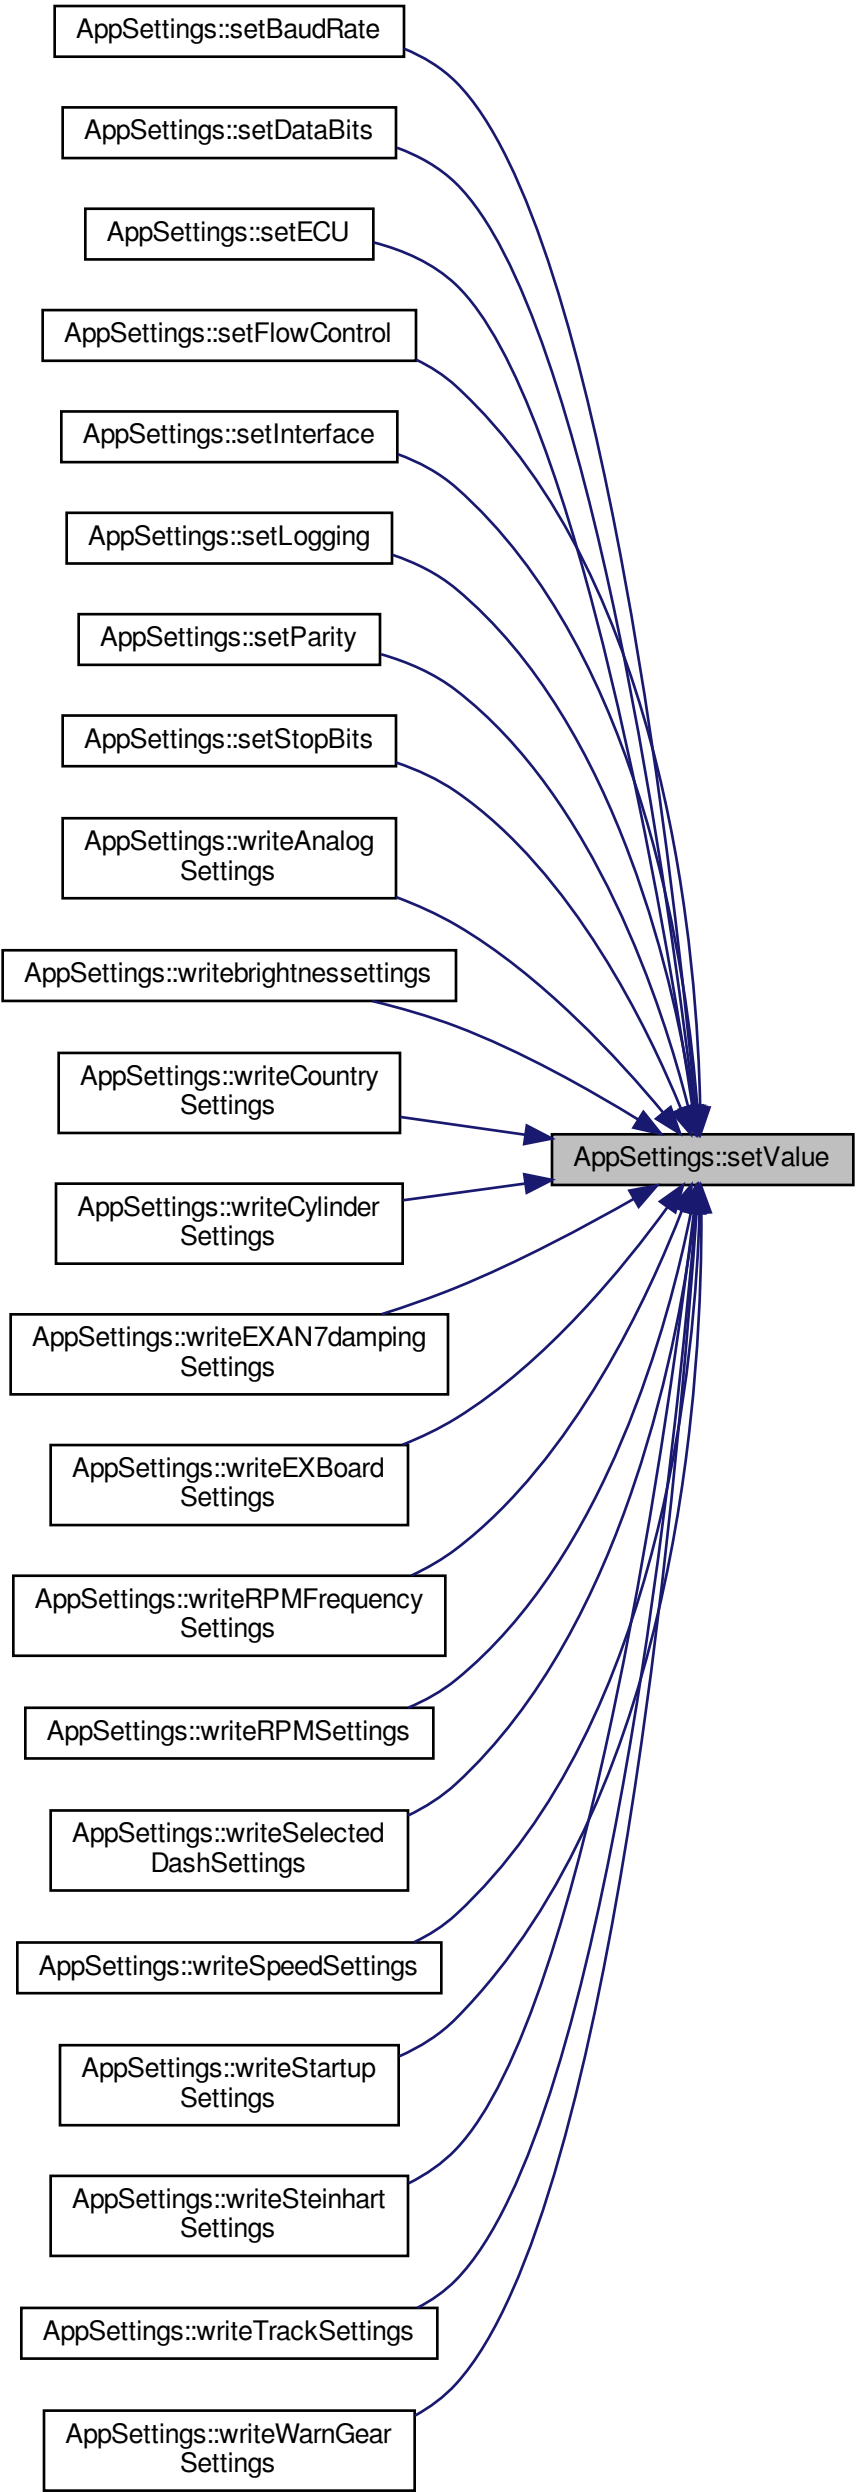 AppSettings::setBaudRate
AppSettings::setDataBits
AppSettings::setECU
AppSettings::setFlowControl
AppSettings::setInterface
AppSettings::setLogging
AppSettings::setParity
AppSettings::setStopBits
AppSettings::writeAnalog
Settings
AppSettings::writebrightnessettings
AppSettings::writeCountry
Settings
AppSettings::setValue
AppSettings::writeCylinder
Settings
AppSettings::writeEXAN7damping
Settings
AppSettings::writeEXBoard
Settings
AppSettings::writeRPMFrequency
Settings
AppSettings::writeRPMSettings
AppSettings::writeSelected
DashSettings
AppSettings::writeSpeedSettings
AppSettings::writeStartup
Settings
AppSettings::writeSteinhart
Settings
AppSettings::writeTrackSettings
AppSettings::writeWarnGear
Settings